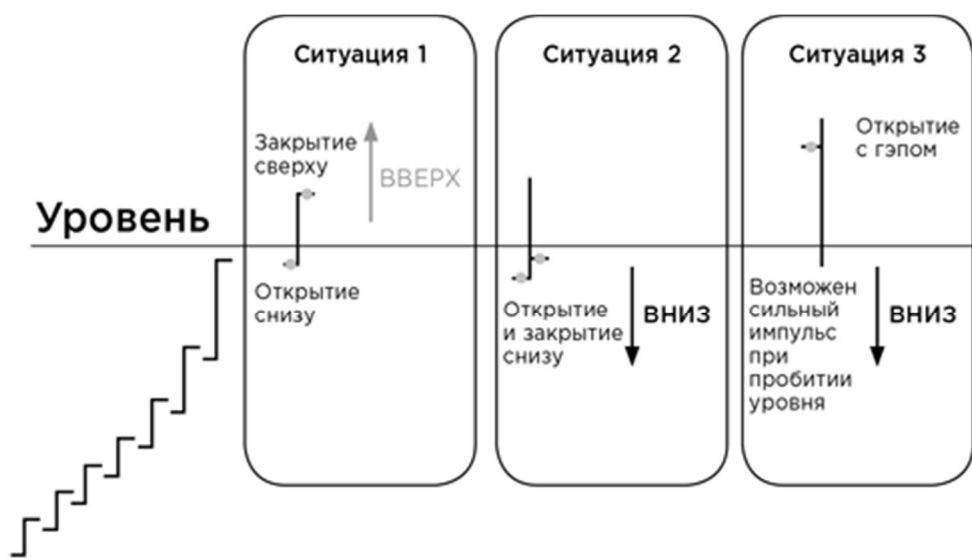 Ситуация 1
Закрытие
сверху
ВВЕРХ
Открытие
снизу
Уровень
Ситуация 2
Открытие
и закрытие
снизу
ВНИЗ
Ситуация 3
Открытие
с гэпом
Возможен
сильный
импульс
при
пробитии
уровня
ВНИЗ